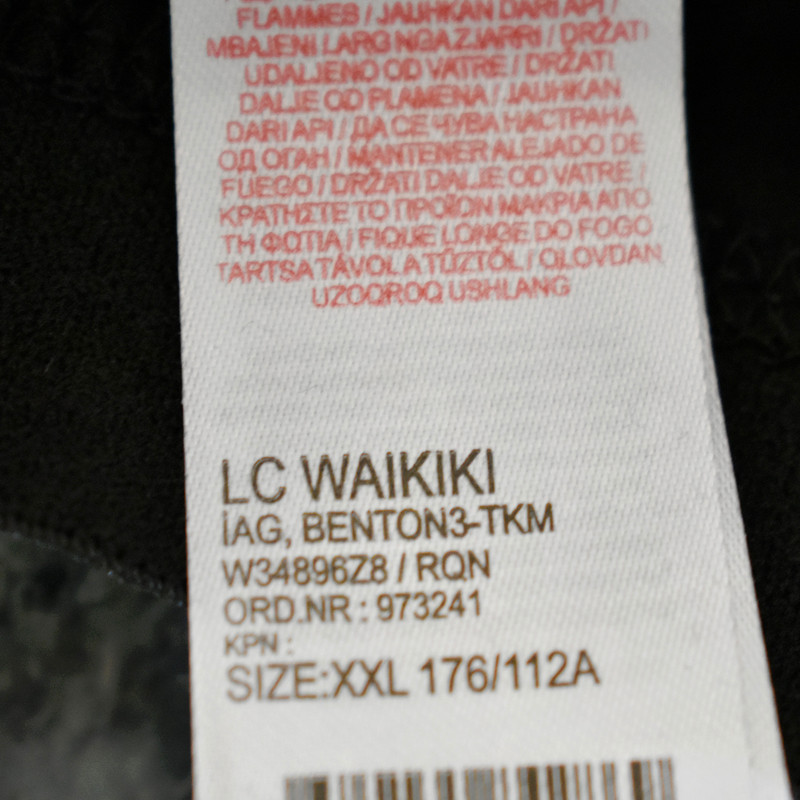 FLAMMES / JAUHKAN DARI API /
MBAJENI LARG NGA ZJARRI / DRŽATI
UDALJENO OD VATRE / DRŽATI
DALJE OD PLAMENA / JAUHKAN
DARI API / ДА СЕ ЧУВА НАСТРАНА
ОД ОГАН / MANTENER ALEJADO DE
FUEGO / DRŽATI DALJE OD VATRE /
ΚΡΑΤΗΣΤΕ ΤΟ ΠΡΟΪΟΝ ΜΑΚΡΙΑ ΑΠΟ
ΤΗ ΦΩΤΙΑ / FIQUE LONGE DO FOGO
TARTSA TÁVOL A TŰZTŐL / OLOVDAN
UZOQROQ USHLANG
LC WAIKIKI
İAG, BENTON3-TKM
W34896Z8 / RQN
ORD.NR : 973241
KPN :
SIZE:XXL 176/112A